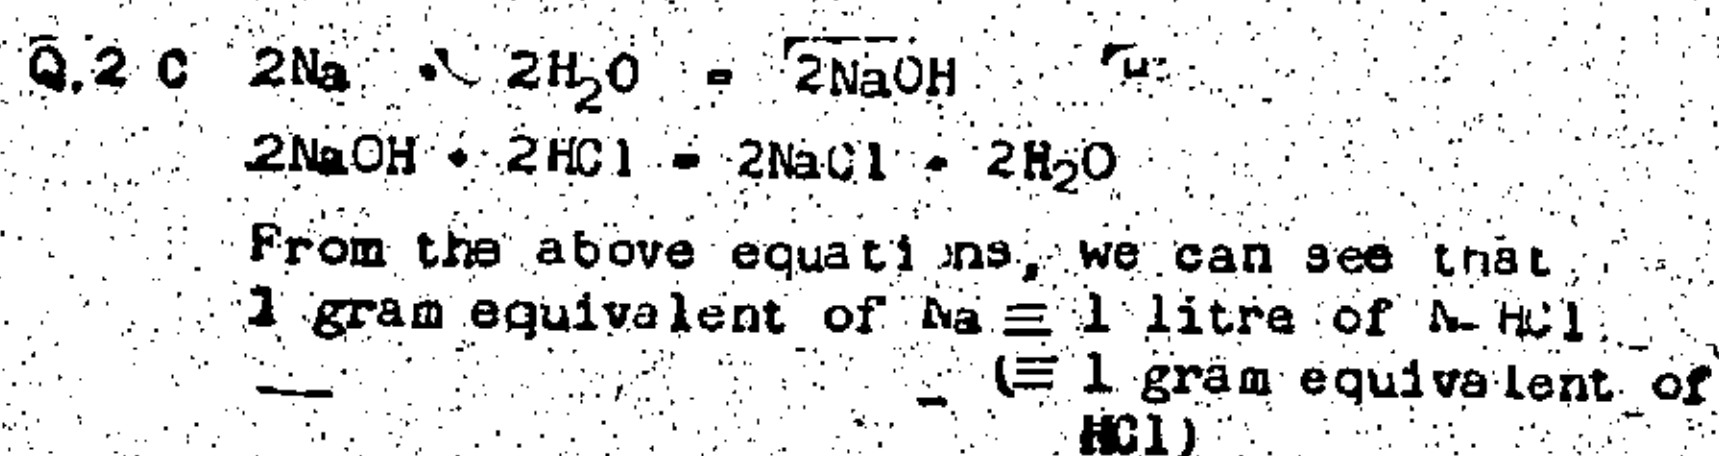 Q.2 C 2Na + 2H₂O = 2NaOH
2NaOH + 2HCl = 2NaCl + 2H₂O
From the above equations, we can see that
1 gram equivalent of Na ≡ 1 litre of N-HCl
(≡ 1 gram equivalent of
HCl)